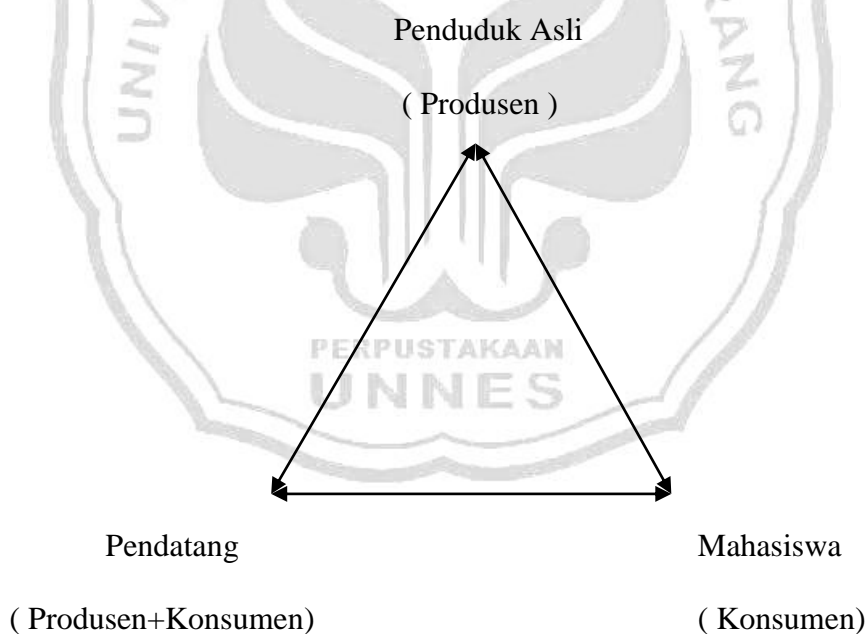 Penduduk Asli
( Produsen )
PERPUSTAKAAN
UNNES
Pendatang
Mahasiswa
( Produsen+Konsumen)
( Konsumen)